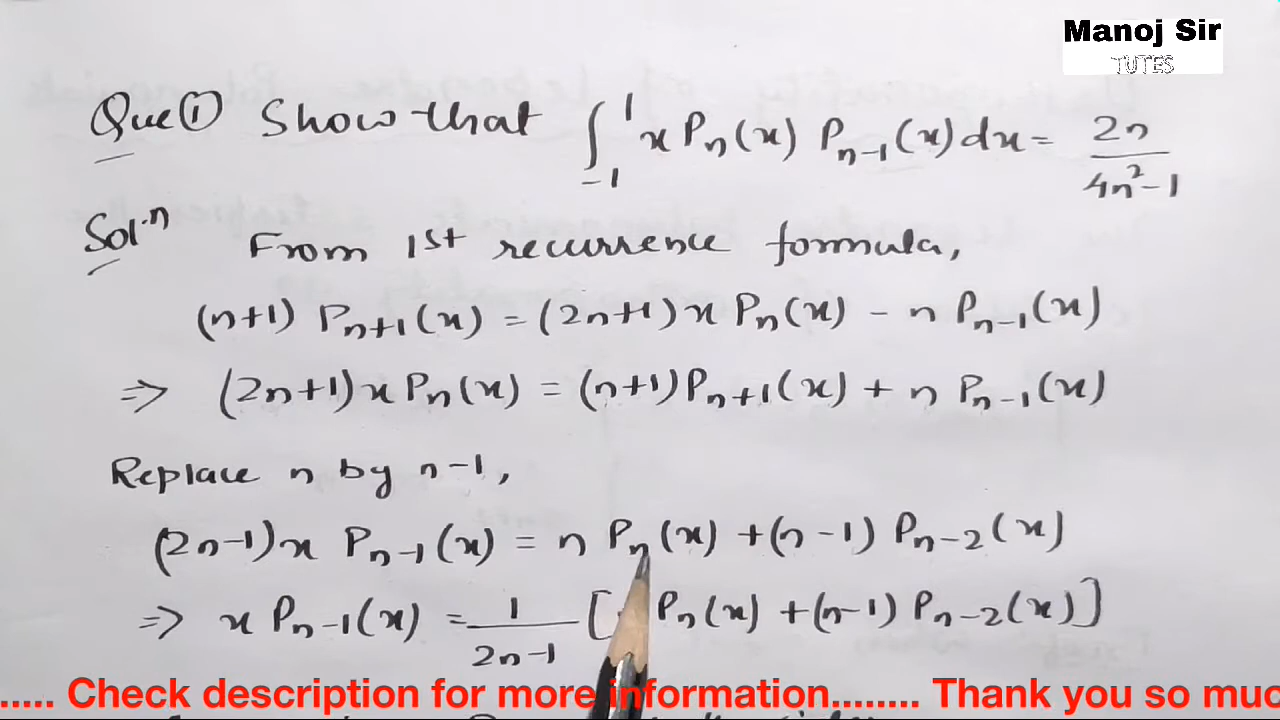 Manoj Sir
TUTES
Que① Show that ∫₋₁¹ x Pₙ(x) Pₙ₋₁(x) dx = 2n / 4n²-1
Solⁿ From 1st recurrence formula,
(n+1) Pₙ₊₁(x) = (2n+1) x Pₙ(x) - n Pₙ₋₁(x)
⇒ (2n+1) x Pₙ(x) = (n+1) Pₙ₊₁(x) + n Pₙ₋₁(x)
Replace n by n-1,
(2n-1) x Pₙ₋₁(x) = n Pₙ(x) + (n-1) Pₙ₋₂(x)
⇒ x Pₙ₋₁(x) = 1 / 2n-1 [ Pₙ(x) + (n-1) Pₙ₋₂(x)]
..... Check description for more information........ Thank you so muc